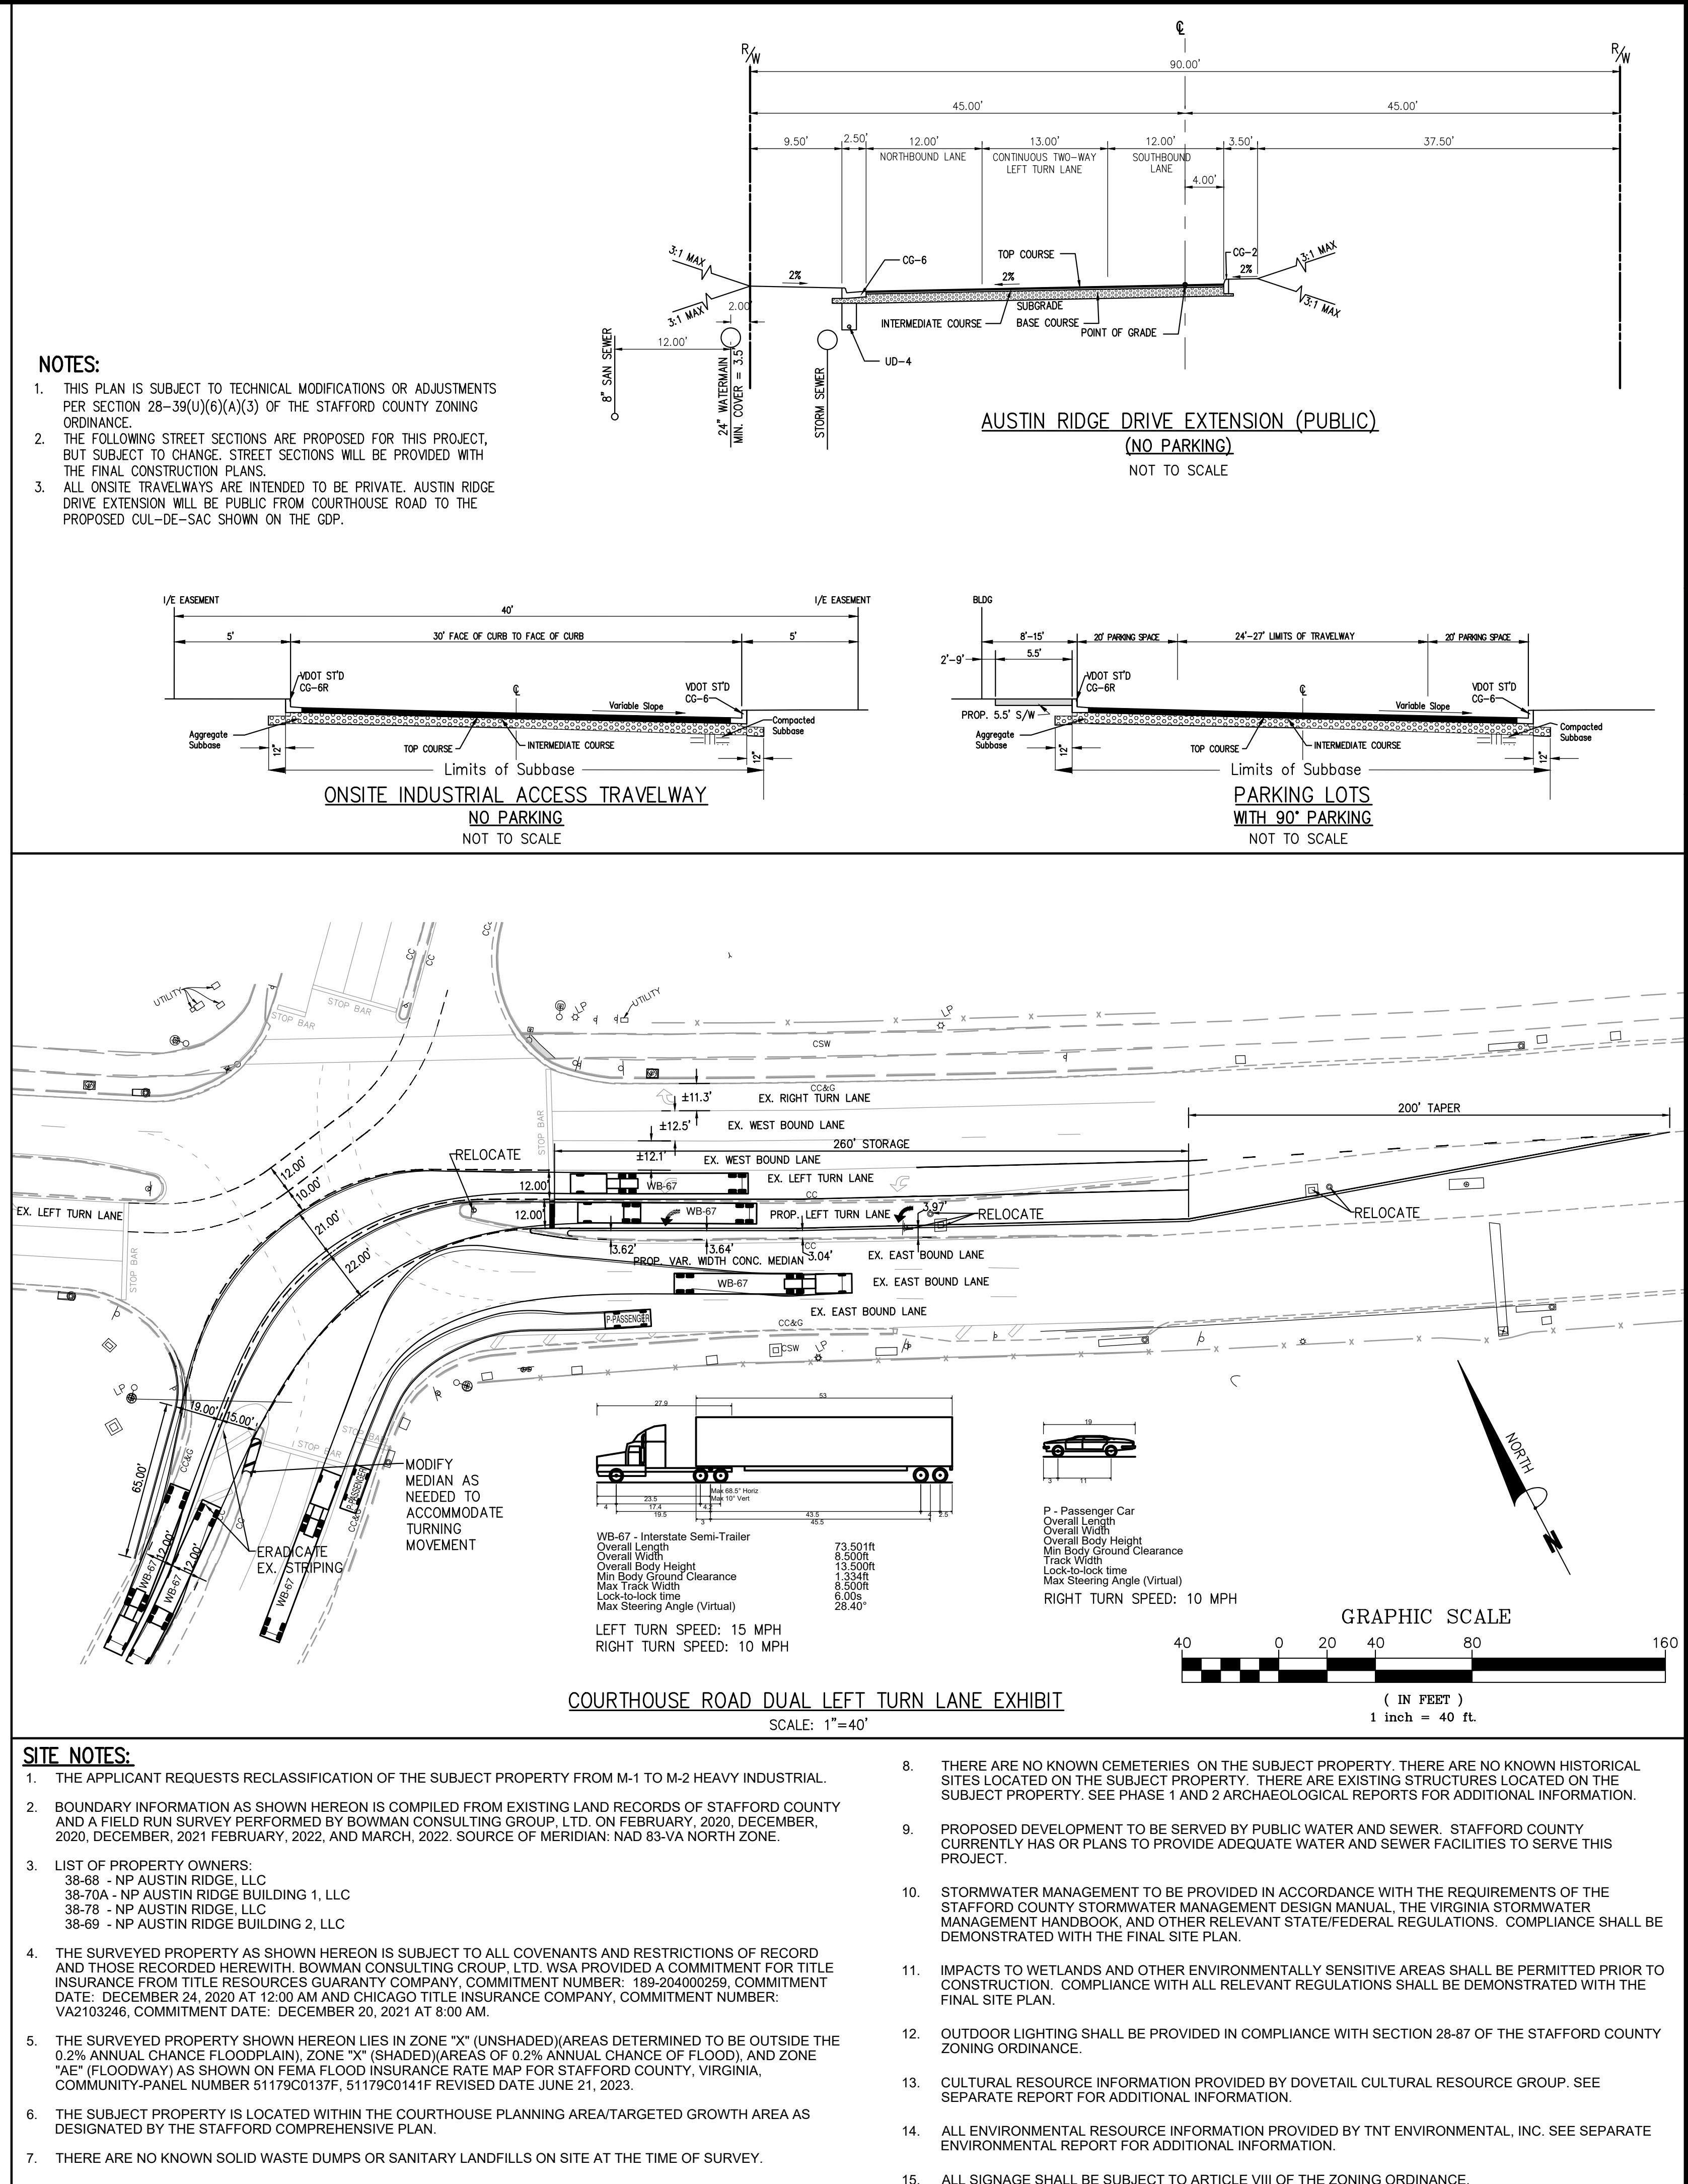 ℄
R/W
R/W
90.00'
45.00'
45.00'
9.50'
2.50'
12.00'
13.00'
12.00'
3.50'
37.50'
NORTHBOUND LANE
CONTINUOUS TWO-WAY
LEFT TURN LANE
SOUTHBOUND
LANE
4.00'
3:1 MAX
CG-6
TOP COURSE
CG-2
3:1 MAX
2%
2%
2%
3:1 MAX
2.00'
SUBGRADE
INTERMEDIATE COURSE
BASE COURSE
POINT OF GRADE
3:1 MAX
12.00'
UD-4
8" SAN SEWER
24" WATERMAIN
MIN. COVER = 3.5'
STORM SEWER
AUSTIN RIDGE DRIVE EXTENSION (PUBLIC)
(NO PARKING)
NOT TO SCALE
NOTES:
1. THIS PLAN IS SUBJECT TO TECHNICAL MODIFICATIONS OR ADJUSTMENTS
PER SECTION 28-39(U)(6)(A)(3) OF THE STAFFORD COUNTY ZONING
ORDINANCE.
2. THE FOLLOWING STREET SECTIONS ARE PROPOSED FOR THIS PROJECT,
BUT SUBJECT TO CHANGE. STREET SECTIONS WILL BE PROVIDED WITH
THE FINAL CONSTRUCTION PLANS.
3. ALL ONSITE TRAVELWAYS ARE INTENDED TO BE PRIVATE. AUSTIN RIDGE
DRIVE EXTENSION WILL BE PUBLIC FROM COURTHOUSE ROAD TO THE
PROPOSED CUL-DE-SAC SHOWN ON THE GDP.
I/E EASEMENT
I/E EASEMENT
40'
5'
30' FACE OF CURB TO FACE OF CURB
5'
VDOT ST'D
CG-6R
℄
VDOT ST'D
CG-6
Variable Slope
Aggregate
Subbase
Compacted
Subbase
12"
TOP COURSE
INTERMEDIATE COURSE
12"
Limits of Subbase
ONSITE INDUSTRIAL ACCESS TRAVELWAY
NO PARKING
NOT TO SCALE
BLDG
8'-15'
20' PARKING SPACE
24'-27' LIMITS OF TRAVELWAY
20' PARKING SPACE
2'-9'
5.5'
VDOT ST'D
CG-6R
℄
VDOT ST'D
CG-6
Variable Slope
PROP. 5.5' S/W
Aggregate
Subbase
Compacted
Subbase
12"
TOP COURSE
INTERMEDIATE COURSE
12"
Limits of Subbase
PARKING LOTS
WITH 90° PARKING
NOT TO SCALE
CC
CC
CC
UTILITY
STOP BAR
STOP BAR
LP
UTILITY
LP
CSW
CC&G
±11.3'
EX. RIGHT TURN LANE
200' TAPER
STOP BAR
±12.5'
EX. WEST BOUND LANE
260' STORAGE
RELOCATE
±12.1'
EX. WEST BOUND LANE
12.00'
10.00'
12.00'
WB-67
EX. LEFT TURN LANE
CC
EX. LEFT TURN LANE
12.00'
WB-67
PROP. LEFT TURN LANE
3.97'
RELOCATE
RELOCATE
21.00'
22.00'
STOP BAR
3.62'
3.64'
CC
3.04'
EX. EAST BOUND LANE
PROP. VAR. WIDTH CONC. MEDIAN
WB-67
EX. EAST BOUND LANE
P-PASSENGER
EX. EAST BOUND LANE
CC&G
CSW
LP
LP
19.00'
15.00'
STOP BAR
STOP BAR
65.00'
CC&G
CC
P-PASSENGER
CC&G
MODIFY
MEDIAN AS
NEEDED TO
ACCOMMODATE
TURNING
MOVEMENT
12.00'
12.00'
ERADICATE
EX. STRIPING
WB-67
WB-67
WB-67
53
27.9
Max 68.5° Horiz
Max 10° Vert
23.5
4
17.4
4.2
43.5
4
2.5
19.5
3
45.5
WB-67 - Interstate Semi-Trailer
Overall Length 73.501ft
Overall Width 8.500ft
Overall Body Height 13.500ft
Min Body Ground Clearance 1.334ft
Max Track Width 8.500ft
Lock-to-lock time 6.00s
Max Steering Angle (Virtual) 28.40°
LEFT TURN SPEED: 15 MPH
RIGHT TURN SPEED: 10 MPH
19
3
11
P - Passenger Car
Overall Length
Overall Width
Overall Body Height
Min Body Ground Clearance
Track Width
Lock-to-lock time
Max Steering Angle (Virtual)
RIGHT TURN SPEED: 10 MPH
NORTH
N
GRAPHIC SCALE
40 0 20 40 80 160
( IN FEET )
1 inch = 40 ft.
COURTHOUSE ROAD DUAL LEFT TURN LANE EXHIBIT
SCALE: 1"=40'
SITE NOTES:
1. THE APPLICANT REQUESTS RECLASSIFICATION OF THE SUBJECT PROPERTY FROM M-1 TO M-2 HEAVY INDUSTRIAL.
2. BOUNDARY INFORMATION AS SHOWN HEREON IS COMPILED FROM EXISTING LAND RECORDS OF STAFFORD COUNTY
AND A FIELD RUN SURVEY PERFORMED BY BOWMAN CONSULTING GROUP, LTD. ON FEBRUARY, 2020, DECEMBER,
2020, DECEMBER, 2021 FEBRUARY, 2022, AND MARCH, 2022. SOURCE OF MERIDIAN: NAD 83-VA NORTH ZONE.
3. LIST OF PROPERTY OWNERS:
38-68 - NP AUSTIN RIDGE, LLC
38-70A - NP AUSTIN RIDGE BUILDING 1, LLC
38-78 - NP AUSTIN RIDGE, LLC
38-69 - NP AUSTIN RIDGE BUILDING 2, LLC
4. THE SURVEYED PROPERTY AS SHOWN HEREON IS SUBJECT TO ALL COVENANTS AND RESTRICTIONS OF RECORD
AND THOSE RECORDED HEREWITH. BOWMAN CONSULTING CROUP, LTD. WSA PROVIDED A COMMITMENT FOR TITLE
INSURANCE FROM TITLE RESOURCES GUARANTY COMPANY, COMMITMENT NUMBER: 189-204000259, COMMITMENT
DATE: DECEMBER 24, 2020 AT 12:00 AM AND CHICAGO TITLE INSURANCE COMPANY, COMMITMENT NUMBER:
VA2103246, COMMITMENT DATE: DECEMBER 20, 2021 AT 8:00 AM.
5. THE SURVEYED PROPERTY SHOWN HEREON LIES IN ZONE "X" (UNSHADED)(AREAS DETERMINED TO BE OUTSIDE THE
0.2% ANNUAL CHANCE FLOODPLAIN), ZONE "X" (SHADED)(AREAS OF 0.2% ANNUAL CHANCE OF FLOOD), AND ZONE
"AE" (FLOODWAY) AS SHOWN ON FEMA FLOOD INSURANCE RATE MAP FOR STAFFORD COUNTY, VIRGINIA,
COMMUNITY-PANEL NUMBER 51179C0137F, 51179C0141F REVISED DATE JUNE 21, 2023.
6. THE SUBJECT PROPERTY IS LOCATED WITHIN THE COURTHOUSE PLANNING AREA/TARGETED GROWTH AREA AS
DESIGNATED BY THE STAFFORD COMPREHENSIVE PLAN.
7. THERE ARE NO KNOWN SOLID WASTE DUMPS OR SANITARY LANDFILLS ON SITE AT THE TIME OF SURVEY.
8. THERE ARE NO KNOWN CEMETERIES ON THE SUBJECT PROPERTY. THERE ARE NO KNOWN HISTORICAL
SITES LOCATED ON THE SUBJECT PROPERTY. THERE ARE EXISTING STRUCTURES LOCATED ON THE
SUBJECT PROPERTY. SEE PHASE 1 AND 2 ARCHAEOLOGICAL REPORTS FOR ADDITIONAL INFORMATION.
9. PROPOSED DEVELOPMENT TO BE SERVED BY PUBLIC WATER AND SEWER. STAFFORD COUNTY
CURRENTLY HAS OR PLANS TO PROVIDE ADEQUATE WATER AND SEWER FACILITIES TO SERVE THIS
PROJECT.
10. STORMWATER MANAGEMENT TO BE PROVIDED IN ACCORDANCE WITH THE REQUIREMENTS OF THE
STAFFORD COUNTY STORMWATER MANAGEMENT DESIGN MANUAL, THE VIRGINIA STORMWATER
MANAGEMENT HANDBOOK, AND OTHER RELEVANT STATE/FEDERAL REGULATIONS. COMPLIANCE SHALL BE
DEMONSTRATED WITH THE FINAL SITE PLAN.
11. IMPACTS TO WETLANDS AND OTHER ENVIRONMENTALLY SENSITIVE AREAS SHALL BE PERMITTED PRIOR TO
CONSTRUCTION. COMPLIANCE WITH ALL RELEVANT REGULATIONS SHALL BE DEMONSTRATED WITH THE
FINAL SITE PLAN.
12. OUTDOOR LIGHTING SHALL BE PROVIDED IN COMPLIANCE WITH SECTION 28-87 OF THE STAFFORD COUNTY
ZONING ORDINANCE.
13. CULTURAL RESOURCE INFORMATION PROVIDED BY DOVETAIL CULTURAL RESOURCE GROUP. SEE
SEPARATE REPORT FOR ADDITIONAL INFORMATION.
14. ALL ENVIRONMENTAL RESOURCE INFORMATION PROVIDED BY TNT ENVIRONMENTAL, INC. SEE SEPARATE
ENVIRONMENTAL REPORT FOR ADDITIONAL INFORMATION.
15. ALL SIGNAGE SHALL BE SUBJECT TO ARTICLE VIII OF THE ZONING ORDINANCE.